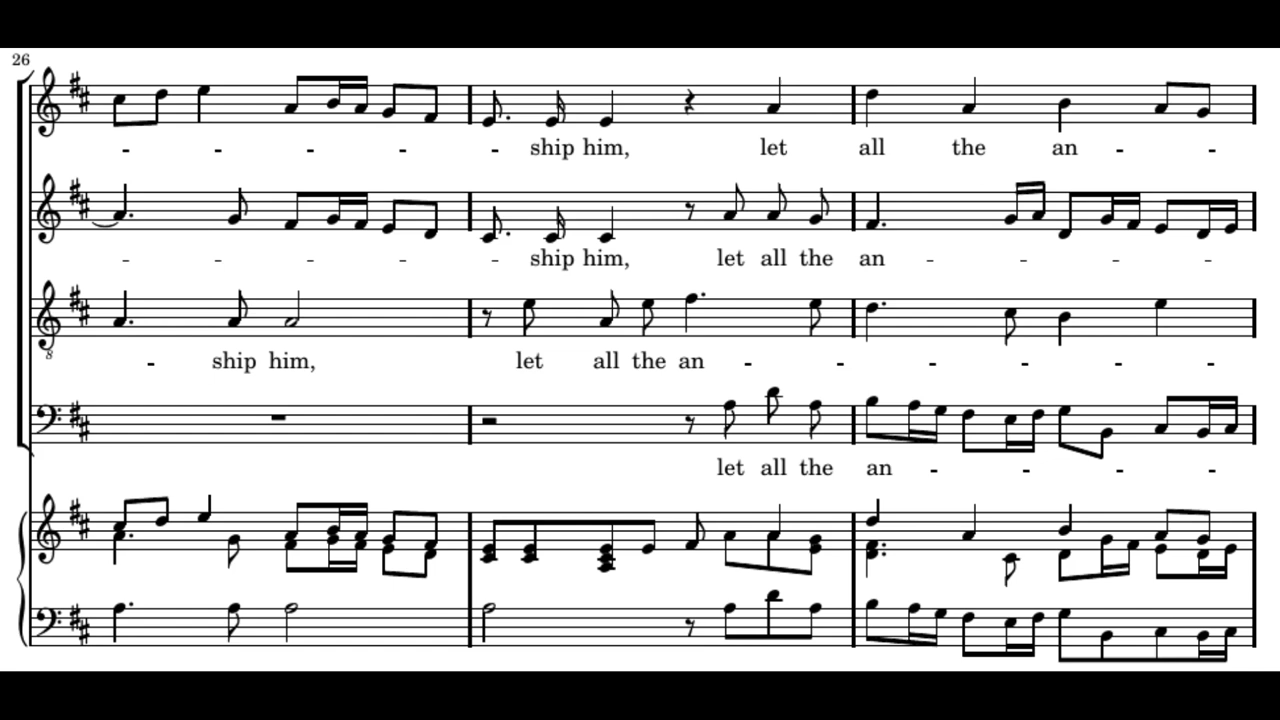 26
- - - - - ship him, let all the an - -
- - - - - ship him, let all the an - - - -
8
- ship him, let all the an - - - - - -
let all the an - - - -